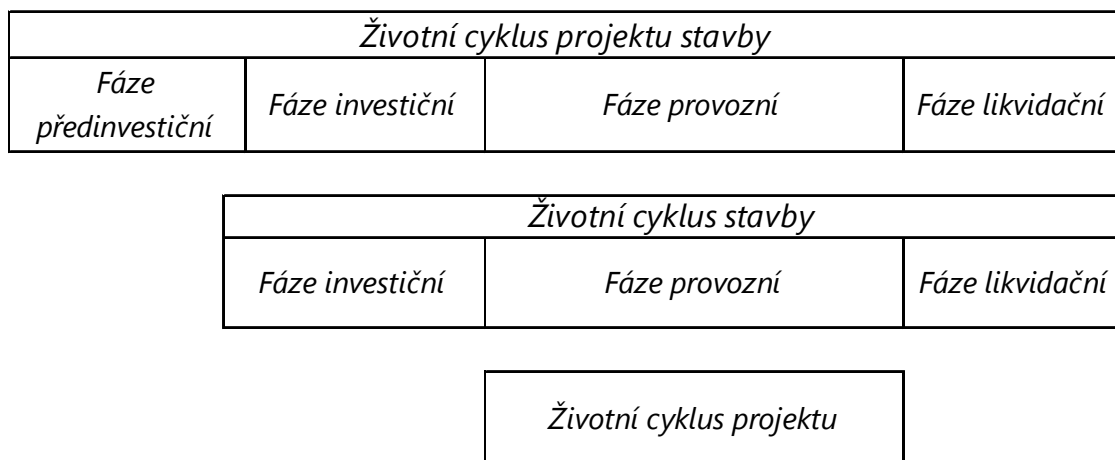 Životní cyklus projektu stavby
Fáze
předinvestiční
Fáze investiční
Fáze provozní
Fáze likvidační
Životní cyklus stavby
Fáze investiční
Fáze provozní
Fáze likvidační
Životní cyklus projektu